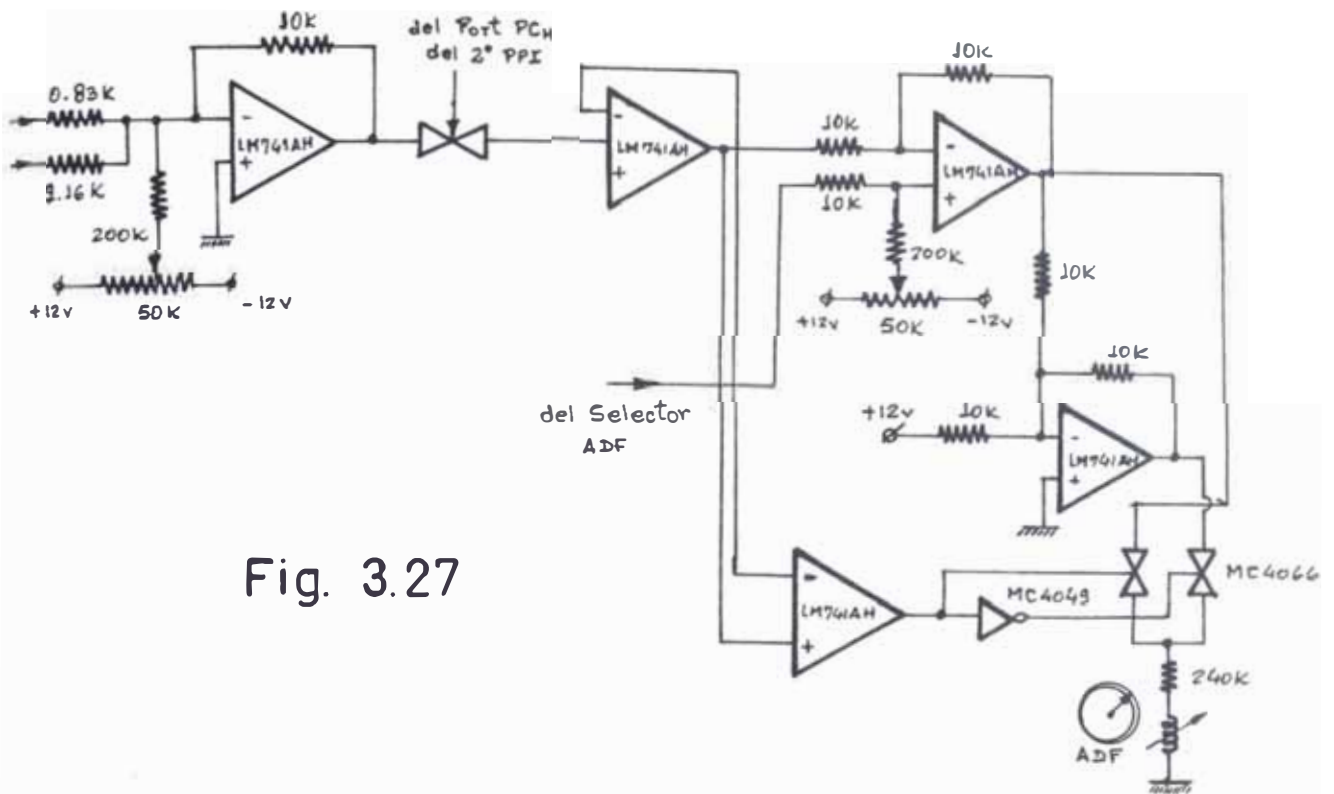 10K
del Port PCH
del 2° PPI
0.83K
LM741AH
-
+
9.16K
200K
+12v
50K
-12v
-
LM741AH
+
10K
10K
10K
-
LM741AH
+
200K
+12v
50K
-12v
10K
del Selector
ADF
10K
+12v
10K
-
LM741AH
+
Fig. 3.27
-
LM741AH
+
MC4049
MC4066
240K
ADF